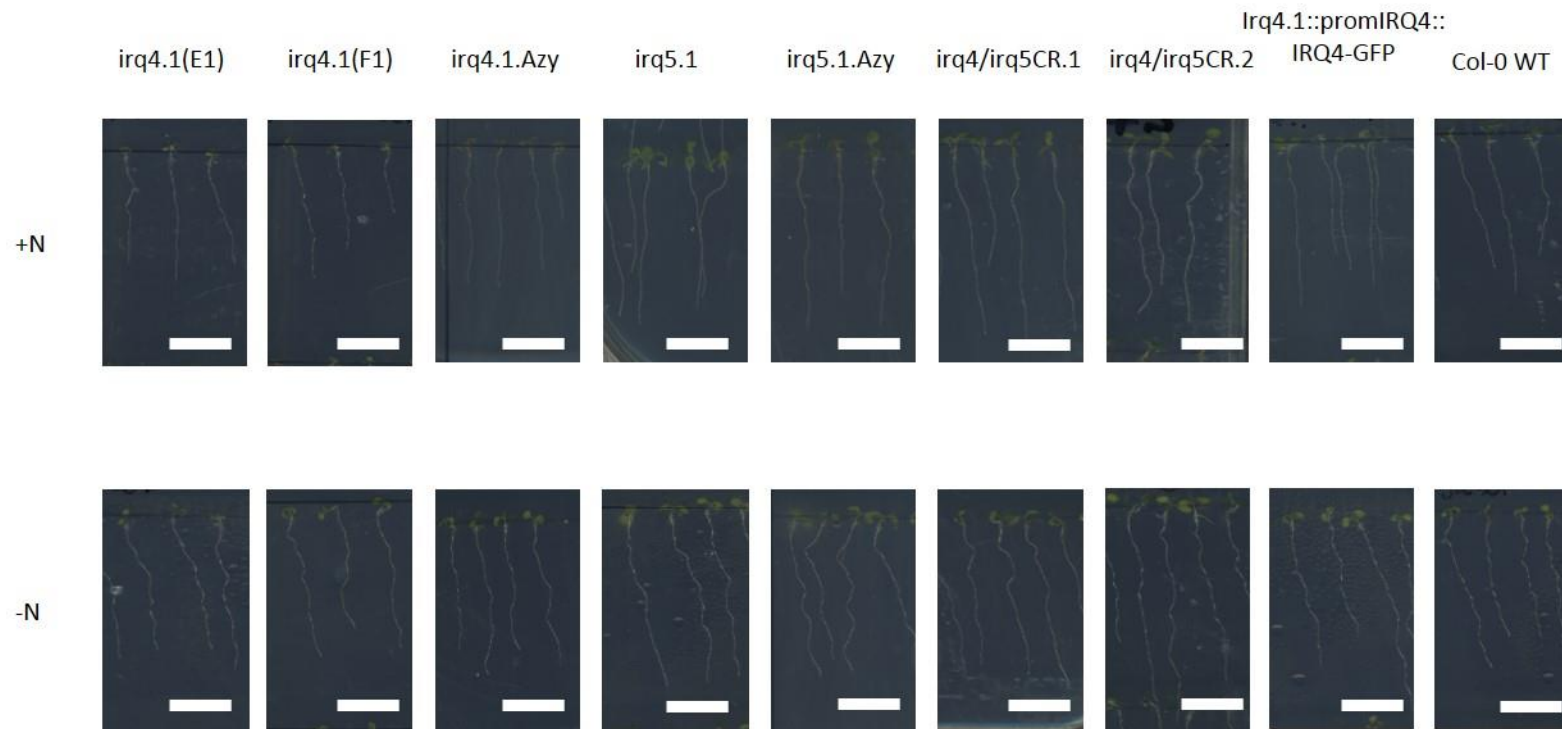 irq4.1(E1)
irq4.1(F1)
irq4.1.Azy
irq5.1
irq5.1.Azy
irq4/irq5CR.1
irq4/irq5CR.2
Irq4.1::promIRQ4::
IRQ4-GFP
Col-0 WT
+N
-N